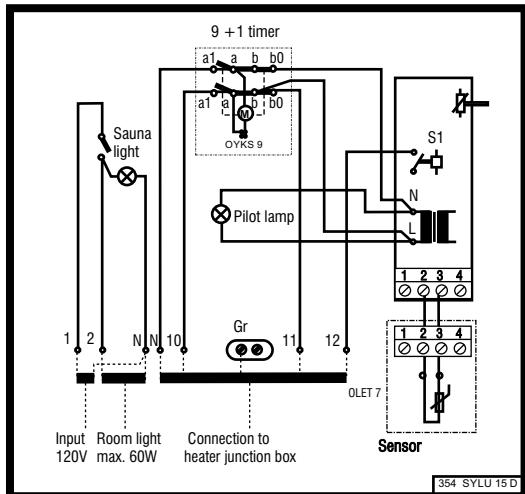 9 +1 timer
a1 a b b0
a1 a b b0
M
OYKS 9
Sauna
light
S1
N
Pilot lamp
L
1 2 3 4
1 2 N N 10 Gr 11 12
1 2 3 4
OLET 7
Input
120V
Room light
max. 60W
Connection to
heater junction box
Sensor
354 SYLU 15 D